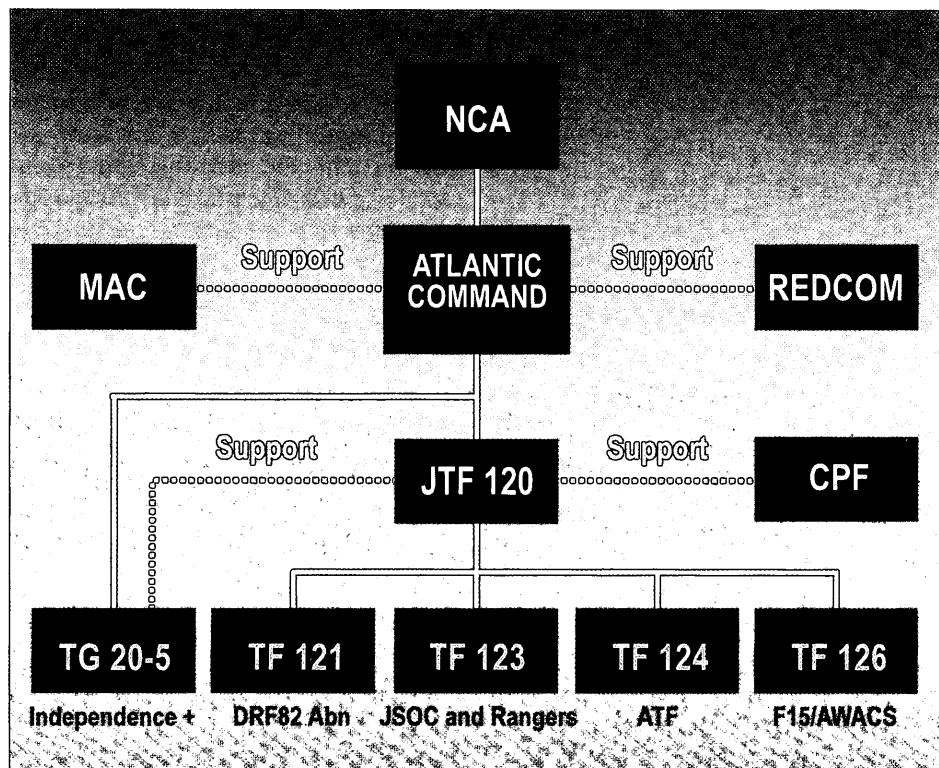 NCA
Support
Support
MAC
ATLANTIC
COMMAND
REDCOM
Support
Support
JTF 120
CPF
TG 20-5
TF 121
TF 123
TF 124
TF 126
Independence +
DRF82 Abn
JSOC and Rangers
ATF
F15/AWACS